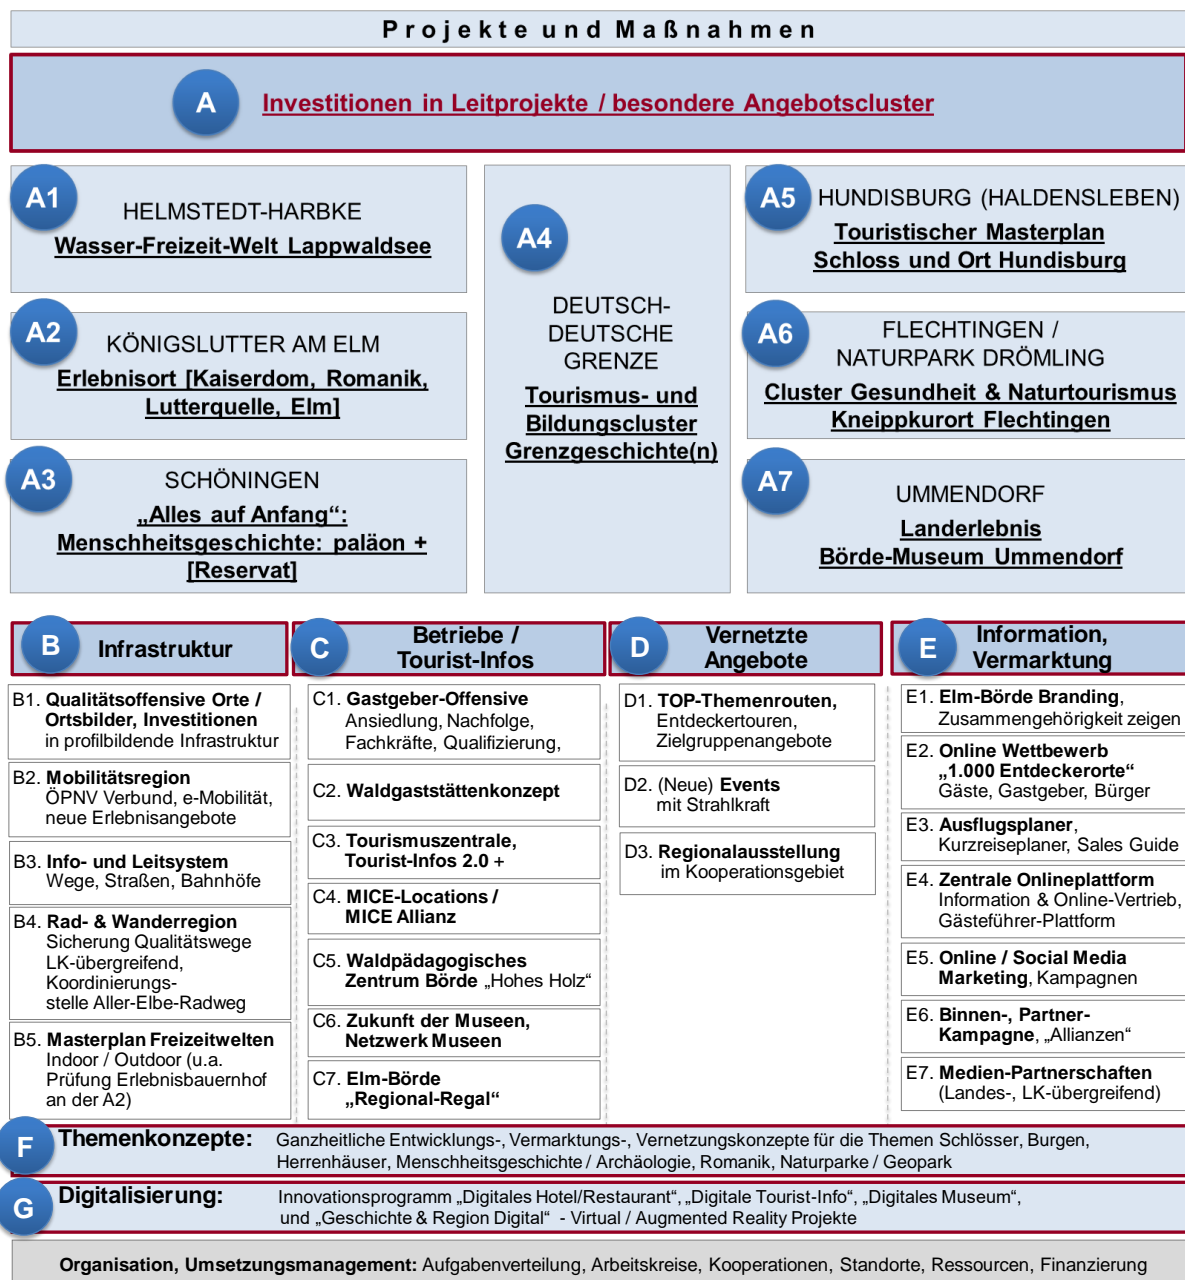 Projekte und Maßnahmen
A
Investitionen in Leitprojekte / besondere Angebotscluster
A1
HELMSTEDT-HARBKE
Wasser-Freizeit-Welt Lappwaldsee
A2
KÖNIGSLUTTER AM ELM
Erlebnisort [Kaiserdom, Romanik,
Lutterquelle, Elm]
A3
SCHÖNINGEN
„Alles auf Anfang“:
Menschheitsgeschichte: paläon +
[Reservat]
A4
DEUTSCH-
DEUTSCHE
GRENZE
Tourismus- und
Bildungscluster
Grenzgeschichte(n)
A5
HUNDISBURG (HALDENSLEBEN)
Touristischer Masterplan
Schloss und Ort Hundisburg
A6
FLECHTINGEN /
NATURPARK DRÖMLING
Cluster Gesundheit & Naturtourismus
Kneippkurort Flechtingen
A7
UMMENDORF
Landerlebnis
Börde-Museum Ummendorf
B
Infrastruktur
B1. Qualitätsoffensive Orte /
Ortsbilder, Investitionen
in profilbildende Infrastruktur
B2. Mobilitätsregion
ÖPNV Verbund, e-Mobilität,
neue Erlebnisangebote
B3. Info- und Leitsystem
Wege, Straßen, Bahnhöfe
B4. Rad- & Wanderregion
Sicherung Qualitätswege
LK-übergreifend,
Koordinierungs-
stelle Aller-Elbe-Radweg
B5. Masterplan Freizeitwelten
Indoor / Outdoor (u.a.
Prüfung Erlebnisbauernhof
an der A2)
C
Betriebe /
Tourist-Infos
C1. Gastgeber-Offensive
Ansiedlung, Nachfolge,
Fachkräfte, Qualifizierung,
C2. Waldgaststättenkonzept
C3. Tourismuszentrale,
Tourist-Infos 2.0 +
C4. MICE-Locations /
MICE Allianz
C5. Waldpädagogisches
Zentrum Börde „Hohes Holz“
C6. Zukunft der Museen,
Netzwerk Museen
C7. Elm-Börde
„Regional-Regal“
D
Vernetzte
Angebote
D1. TOP-Themenrouten,
Entdeckertouren,
Zielgruppenangebote
D2. (Neue) Events
mit Strahlkraft
D3. Regionalausstellung
im Kooperationsgebiet
E
Information,
Vermarktung
E1. Elm-Börde Branding,
Zusammengehörigkeit zeigen
E2. Online Wettbewerb
„1.000 Entdeckerorte“
Gäste, Gastgeber, Bürger
E3. Ausflugsplaner,
Kurzreiseplaner, Sales Guide
E4. Zentrale Onlineplattform
Information & Online-Vertrieb,
Gästeführer-Plattform
E5. Online / Social Media
Marketing, Kampagnen
E6. Binnen-, Partner-
Kampagne, „Allianzen“
E7. Medien-Partnerschaften
(Landes-, LK-übergreifend)
F
Themenkonzepte: Ganzheitliche Entwicklungs-, Vermarktungs-, Vernetzungskonzepte für die Themen Schlösser, Burgen,
Herrenhäuser, Menschheitsgeschichte / Archäologie, Romanik, Naturparke / Geopark
G
Digitalisierung: Innovationsprogramm „Digitales Hotel/Restaurant“, „Digitale Tourist-Info“, „Digitales Museum“,
und „Geschichte & Region Digital“ - Virtual / Augmented Reality Projekte
Organisation, Umsetzungsmanagement: Aufgabenverteilung, Arbeitskreise, Kooperationen, Standorte, Ressourcen, Finanzierung